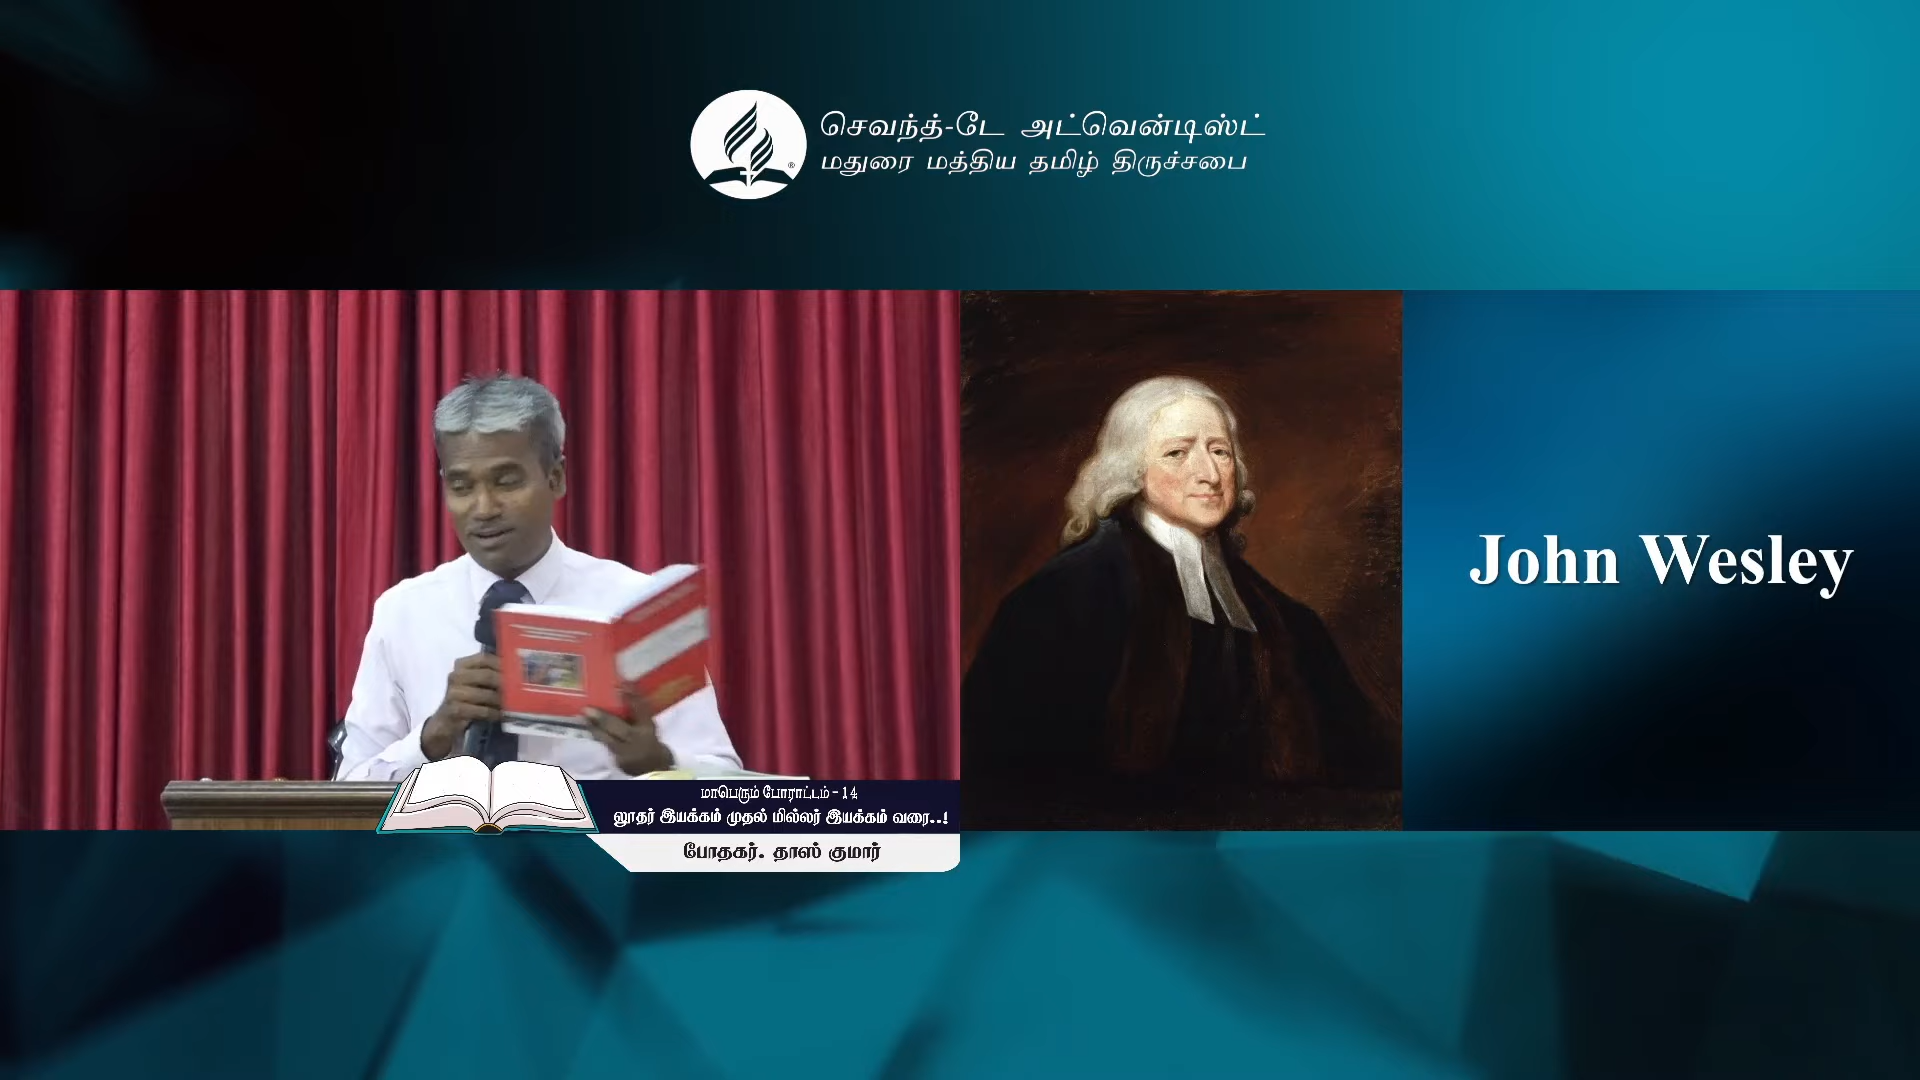 செவந்த்-டே அட்வென்டிஸ்ட்
மதுரை மத்திய தமிழ் திருச்சபை
John Wesley
மாபெரும் போராட்டம் - 14
லூதர் இயக்கம் முதல் மில்லர் இயக்கம் வரை..!
போதகர். தாஸ் குமார்